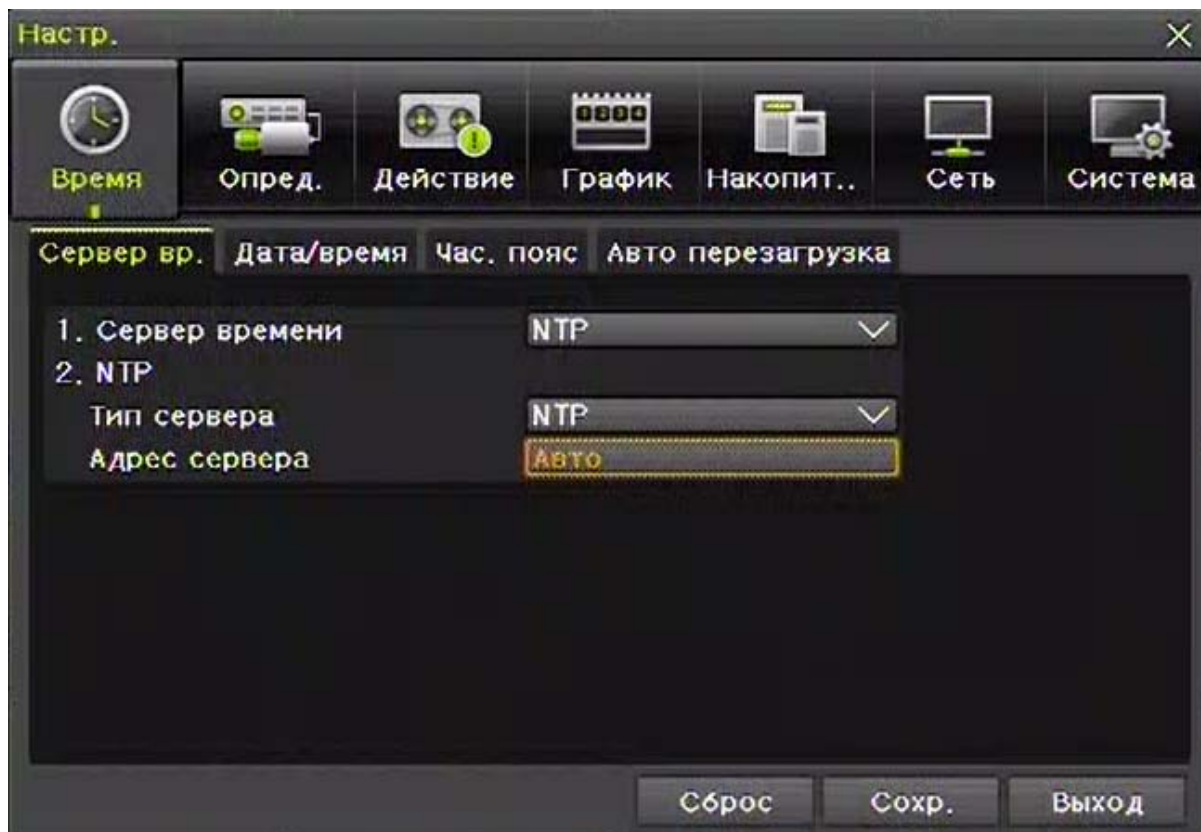 Настр.
Время Опред. Действие График Накопит.. Сеть Система
Сервер вр. Дата/время Час. пояс Авто перезагрузка
1. Сервер времени NTP
2. NTP
Тип сервера NTP
Адрес сервера Авто
Сброс Сохр. Выход